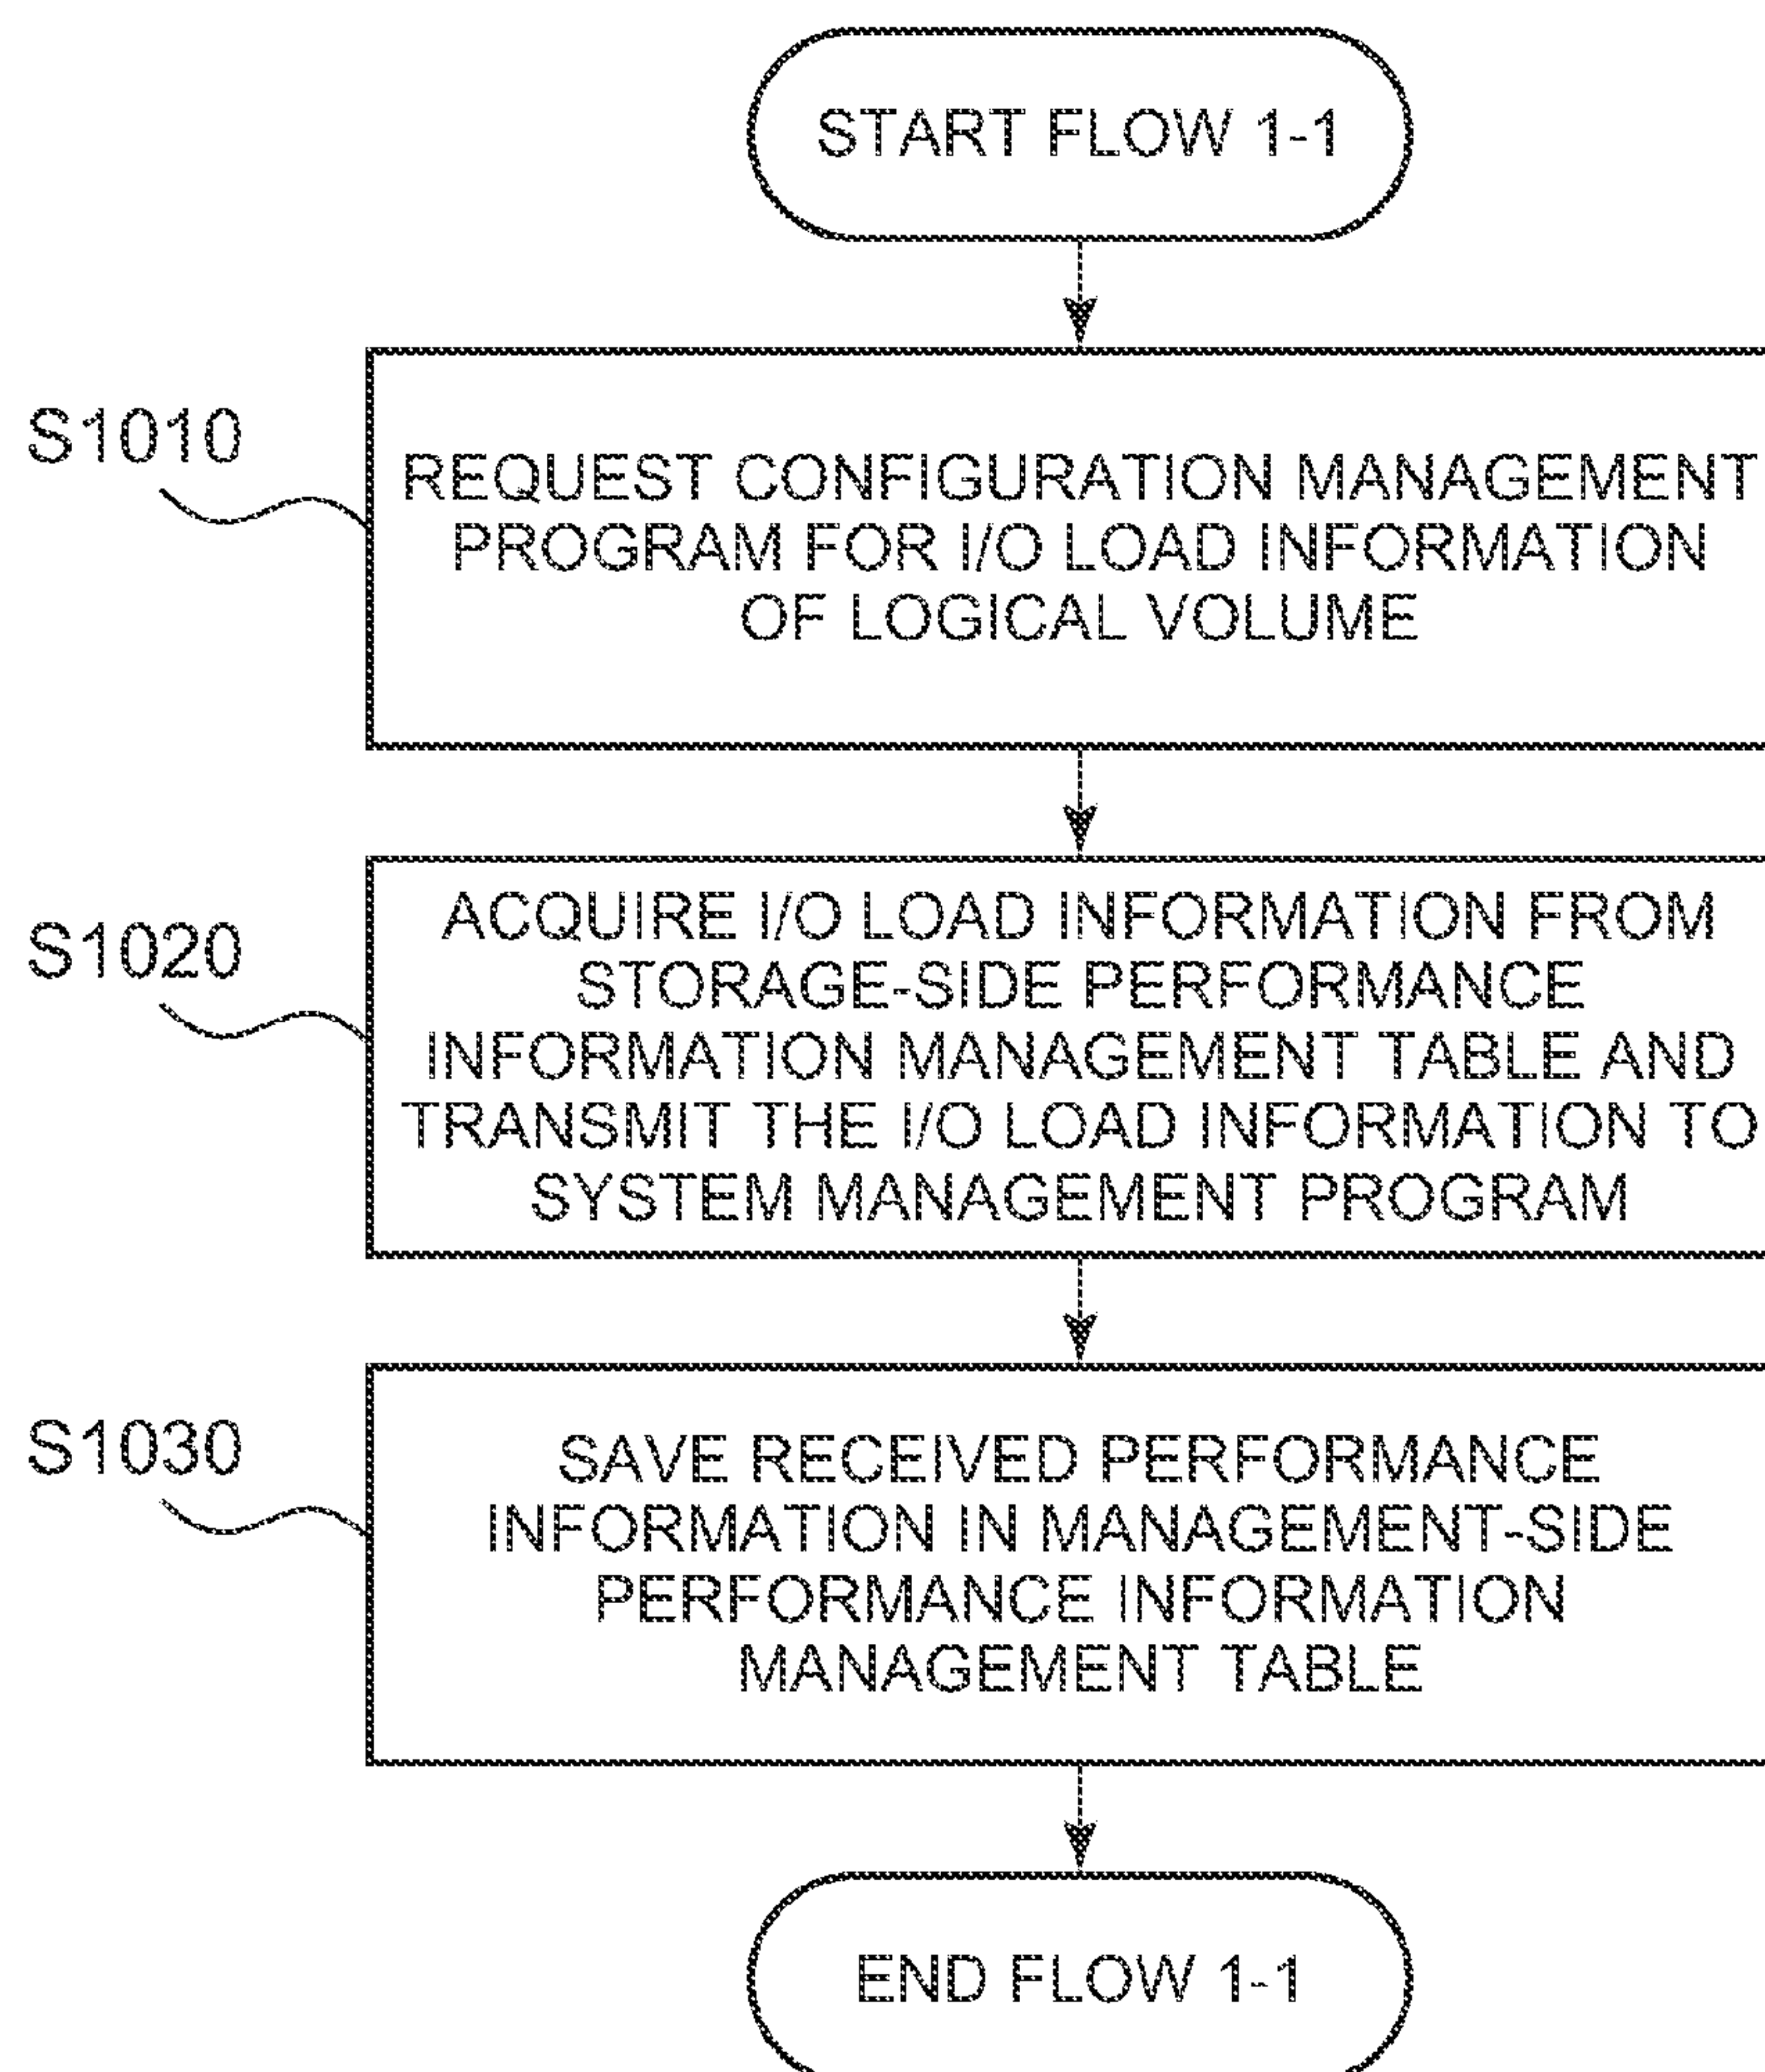 START FLOW 1-1
S1010
REQUEST CONFIGURATION MANAGEMENT
PROGRAM FOR I/O LOAD INFORMATION
OF LOGICAL VOLUME
S1020
ACQUIRE I/O LOAD INFORMATION FROM
STORAGE-SIDE PERFORMANCE
INFORMATION MANAGEMENT TABLE AND
TRANSMIT THE I/O LOAD INFORMATION TO
SYSTEM MANAGEMENT PROGRAM
S1030
SAVE RECEIVED PERFORMANCE
INFORMATION IN MANAGEMENT-SIDE
PERFORMANCE INFORMATION
MANAGEMENT TABLE
END FLOW 1-1